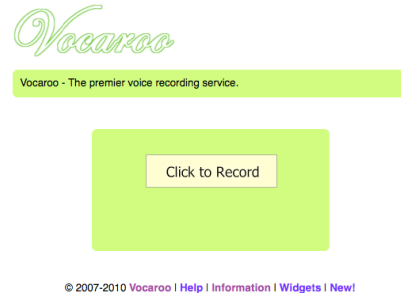 Vocaroo
Vocaroo - The premier voice recording service.
Click to Record
© 2007-2010 Vocaroo | Help | Information | Widgets | New!